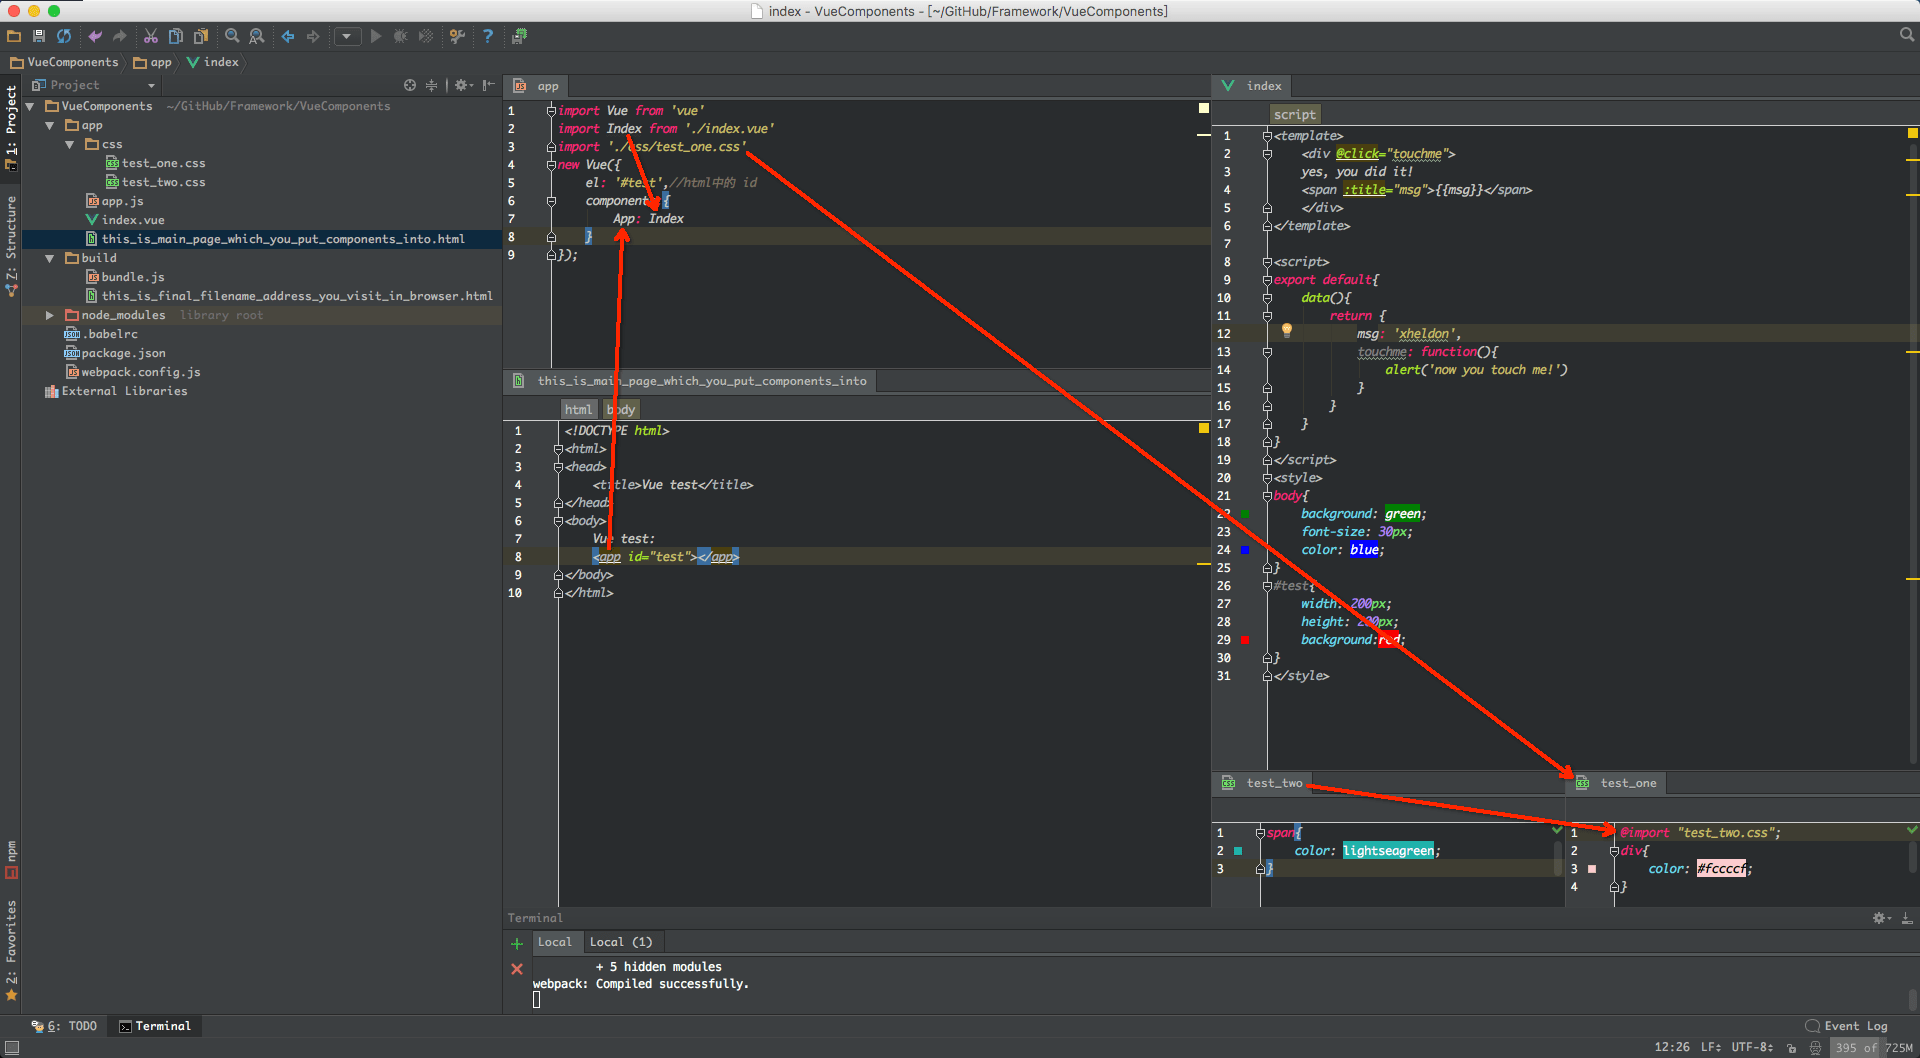 index - VueComponents - [~/GitHub/Framework/VueComponents]
VueComponents app index
1: Project
Z: Structure
npm
2: Favorites
Project
VueComponents ~/GitHub/Framework/VueComponents
app
css
test_one.css
test_two.css
app.js
index.vue
this_is_main_page_which_you_put_components_into.html
build
bundle.js
this_is_final_filename_address_you_visit_in_browser.html
node_modules library root
.babelrc
package.json
webpack.config.js
External Libraries
app
1 import Vue from 'vue'
2 import Index from './index.vue'
3 import './css/test_one.css'
4 new Vue({
5 el: '#test',//html中的 id
6 components: {
7 App: Index
8 }
9 });
this_is_main_page_which_you_put_components_into
html body
1 <!DOCTYPE html>
2 <html>
3 <head>
4 <title>Vue test</title>
5 </head>
6 <body>
7 Vue test:
8 <app id="test"></app>
9 </body>
10 </html>
index
script
1 <template>
2 <div @click="touchme">
3 yes, you did it!
4 <span :title="msg">{{msg}}</span>
5 </div>
6 </template>
7
8 <script>
9 export default{
10 data(){
11 return {
12 msg: 'xheldon',
13 touchme: function(){
14 alert('now you touch me!')
15 }
16 }
17 }
18 }
19 </script>
20 <style>
21 body{
22 background: green;
23 font-size: 30px;
24 color: blue;
25 }
26 #test{
27 width: 200px;
28 height: 200px;
29 background:red;
30 }
31 </style>
test_two
1 span{
2 color: lightseagreen;
3 }
test_one
1 @import "test_two.css";
2 div{
3 color: #fccccf;
4 }
Terminal
Local Local (1)
+ 5 hidden modules
webpack: Compiled successfully.
6: TODO Terminal Event Log
12:26 LF UTF-8 395 of 725M